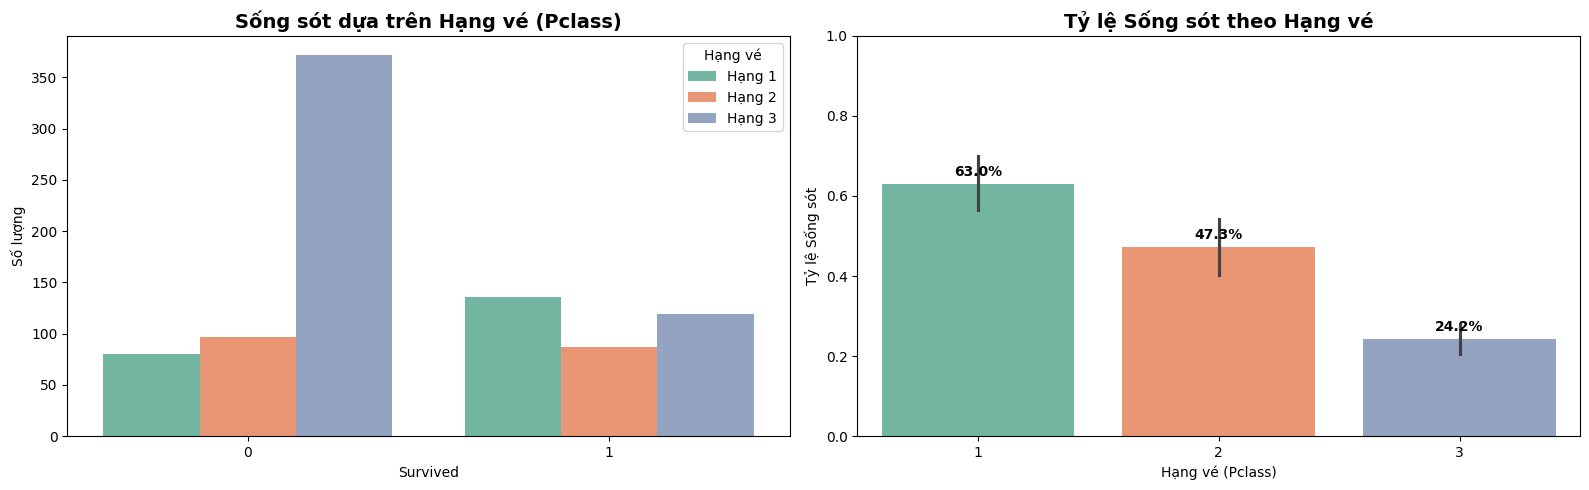 Sống sót dựa trên Hạng vé (Pclass)
Số lượng
350
300
250
200
150
100
50
0
Hạng vé
Hạng 1
Hạng 2
Hạng 3
0
1
Survived
Tỷ lệ Sống sót theo Hạng vé
Tỷ lệ Sống sót
1.0
0.8
0.6
0.4
0.2
0.0
63.0%
47.3%
24.2%
1
2
3
Hạng vé (Pclass)